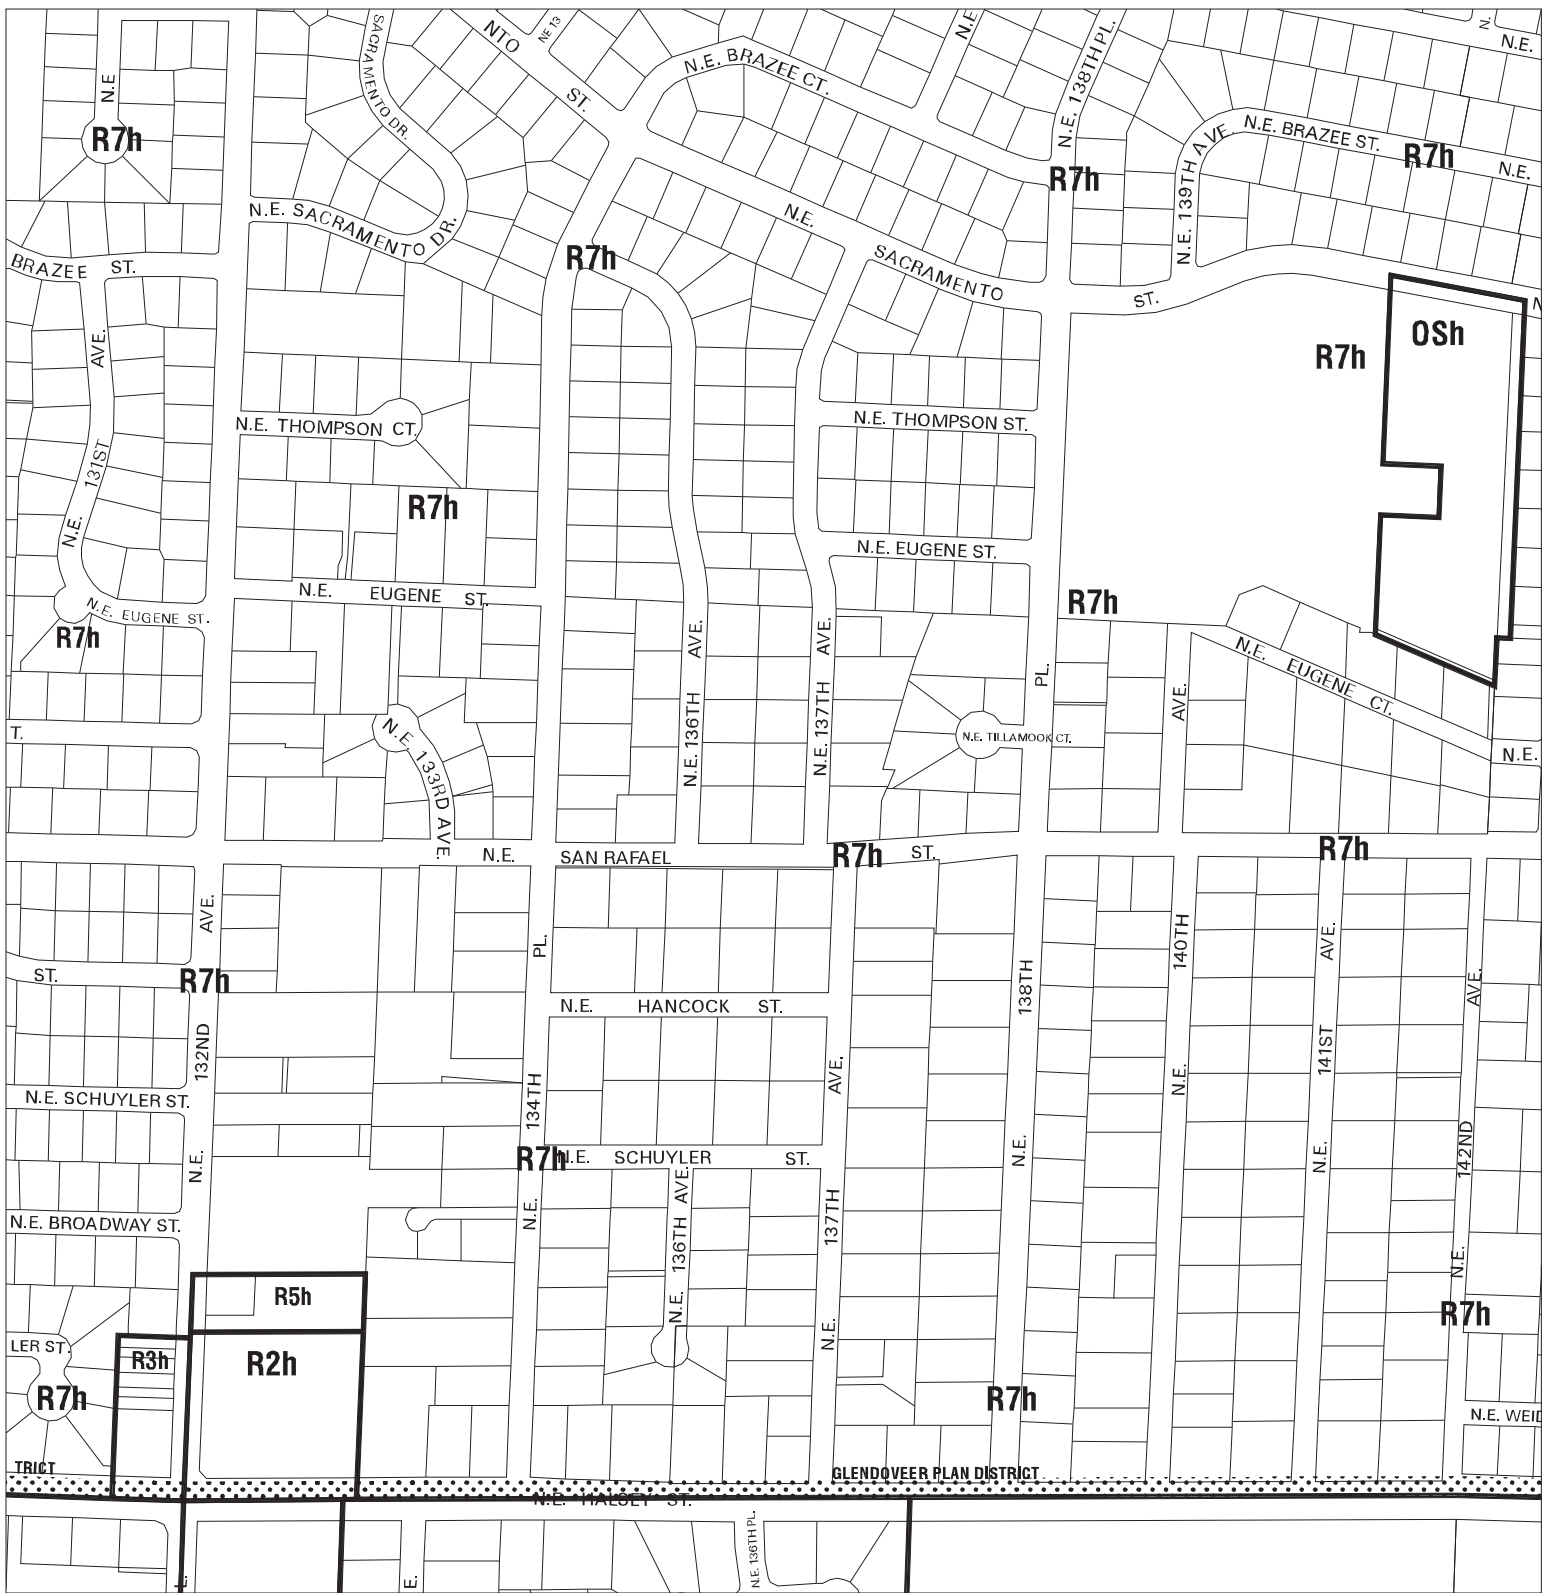 SACRAMENTO DR.
NTO ST.
NE 13
N.E
N.E. 138TH PL.
N.
N.E.
N.E
R7h
N.E. BRAZEE CT.
N.E. BRAZEE ST.
R7h
N.E.
R7h
N.E. 139TH AVE.
N.E. SACRAMENTO DR.
N.E. SACRAMENTO ST.
BRAZEE ST.
R7h
N
OSh
R7h
N.E. 131ST AVE.
N.E. THOMPSON CT.
N.E. THOMPSON ST.
R7h
N.E. EUGENE ST.
N.E. EUGENE ST.
N.E. EUGENE ST.
R7h
R7h
N.E. EUGENE CT.
N.E. 136TH AVE.
N.E. 137TH AVE.
PL.
AVE.
T.
N.E. 133RD AVE.
N.E. TILLAMOOK CT.
N.E.
N.E. SAN RAFAEL ST.
R7h
R7h
N.E. 132ND AVE.
N.E. 134TH PL.
N.E. 137TH AVE.
N.E. 138TH
N.E. 140TH
N.E. 141ST AVE.
N.E. 142ND AVE.
ST.
R7h
N.E. HANCOCK ST.
N.E. SCHUYLER ST.
R7h
N.E. SCHUYLER ST.
N.E. 136TH AVE.
N.E. BROADWAY ST.
R5h
R7h
LER ST.
R3h
R2h
R7h
R7h
N.E. WEID
TRICT
GLENDOVEER PLAN DISTRICT
N.E. HALSEY ST.
N.E. 136TH PL.
E.